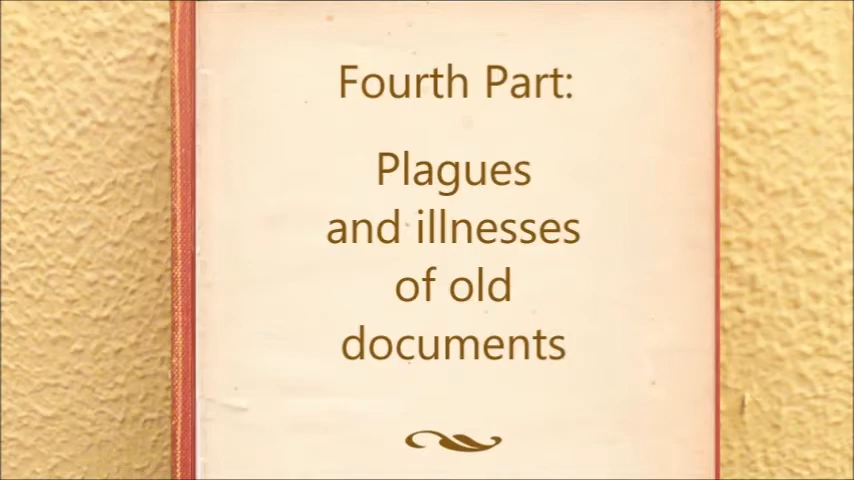 Fourth Part:
Plagues
and illnesses
of old
documents